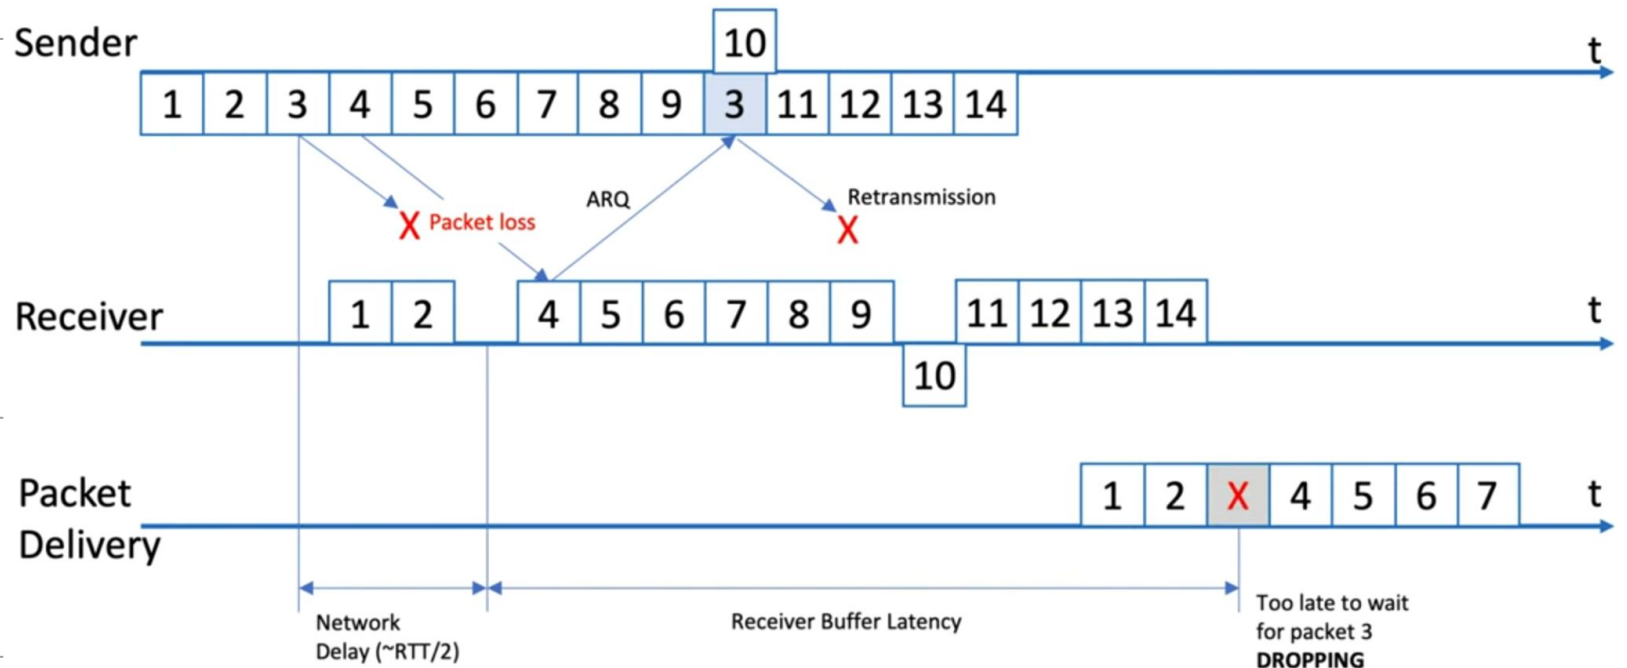 Sender
10
t
1 2 3 4 5 6 7 8 9 3 11 12 13 14
ARQ
Retransmission
X Packet loss
X
Receiver
1 2 4 5 6 7 8 9 11 12 13 14
t
10
Packet
Delivery
1 2 X 4 5 6 7
t
Network
Delay (~RTT/2)
Receiver Buffer Latency
Too late to wait
for packet 3
DROPPING